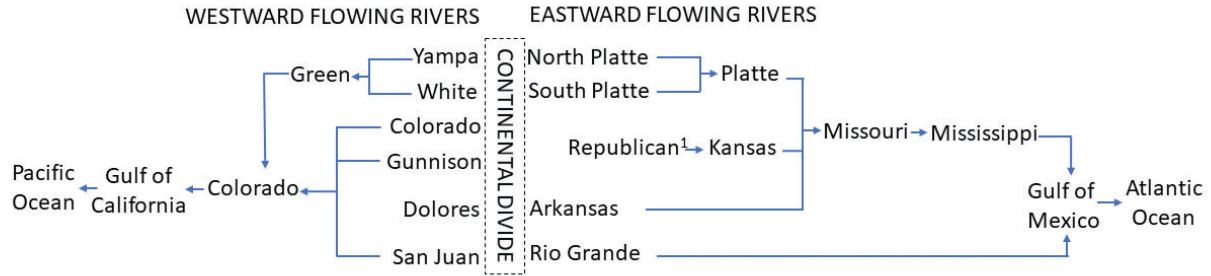 WESTWARD FLOWING RIVERS
EASTWARD FLOWING RIVERS
CONTINENTAL DIVIDE
Yampa
White
Green
Colorado
Gunnison
Dolores
San Juan
Colorado
Gulf of
California
Pacific
Ocean
North Platte
South Platte
Platte
Republican¹
Kansas
Arkansas
Rio Grande
Missouri
Mississippi
Gulf of
Mexico
Atlantic
Ocean